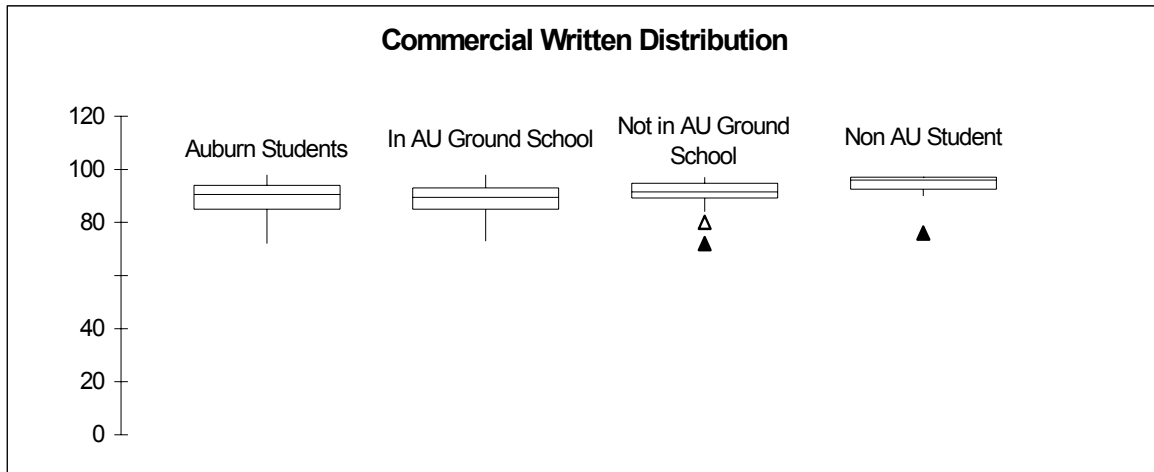 Commercial Written Distribution
120
100
80
40
20
0
Auburn Students
In AU Ground School
Not in AU Ground
School
Non AU Student